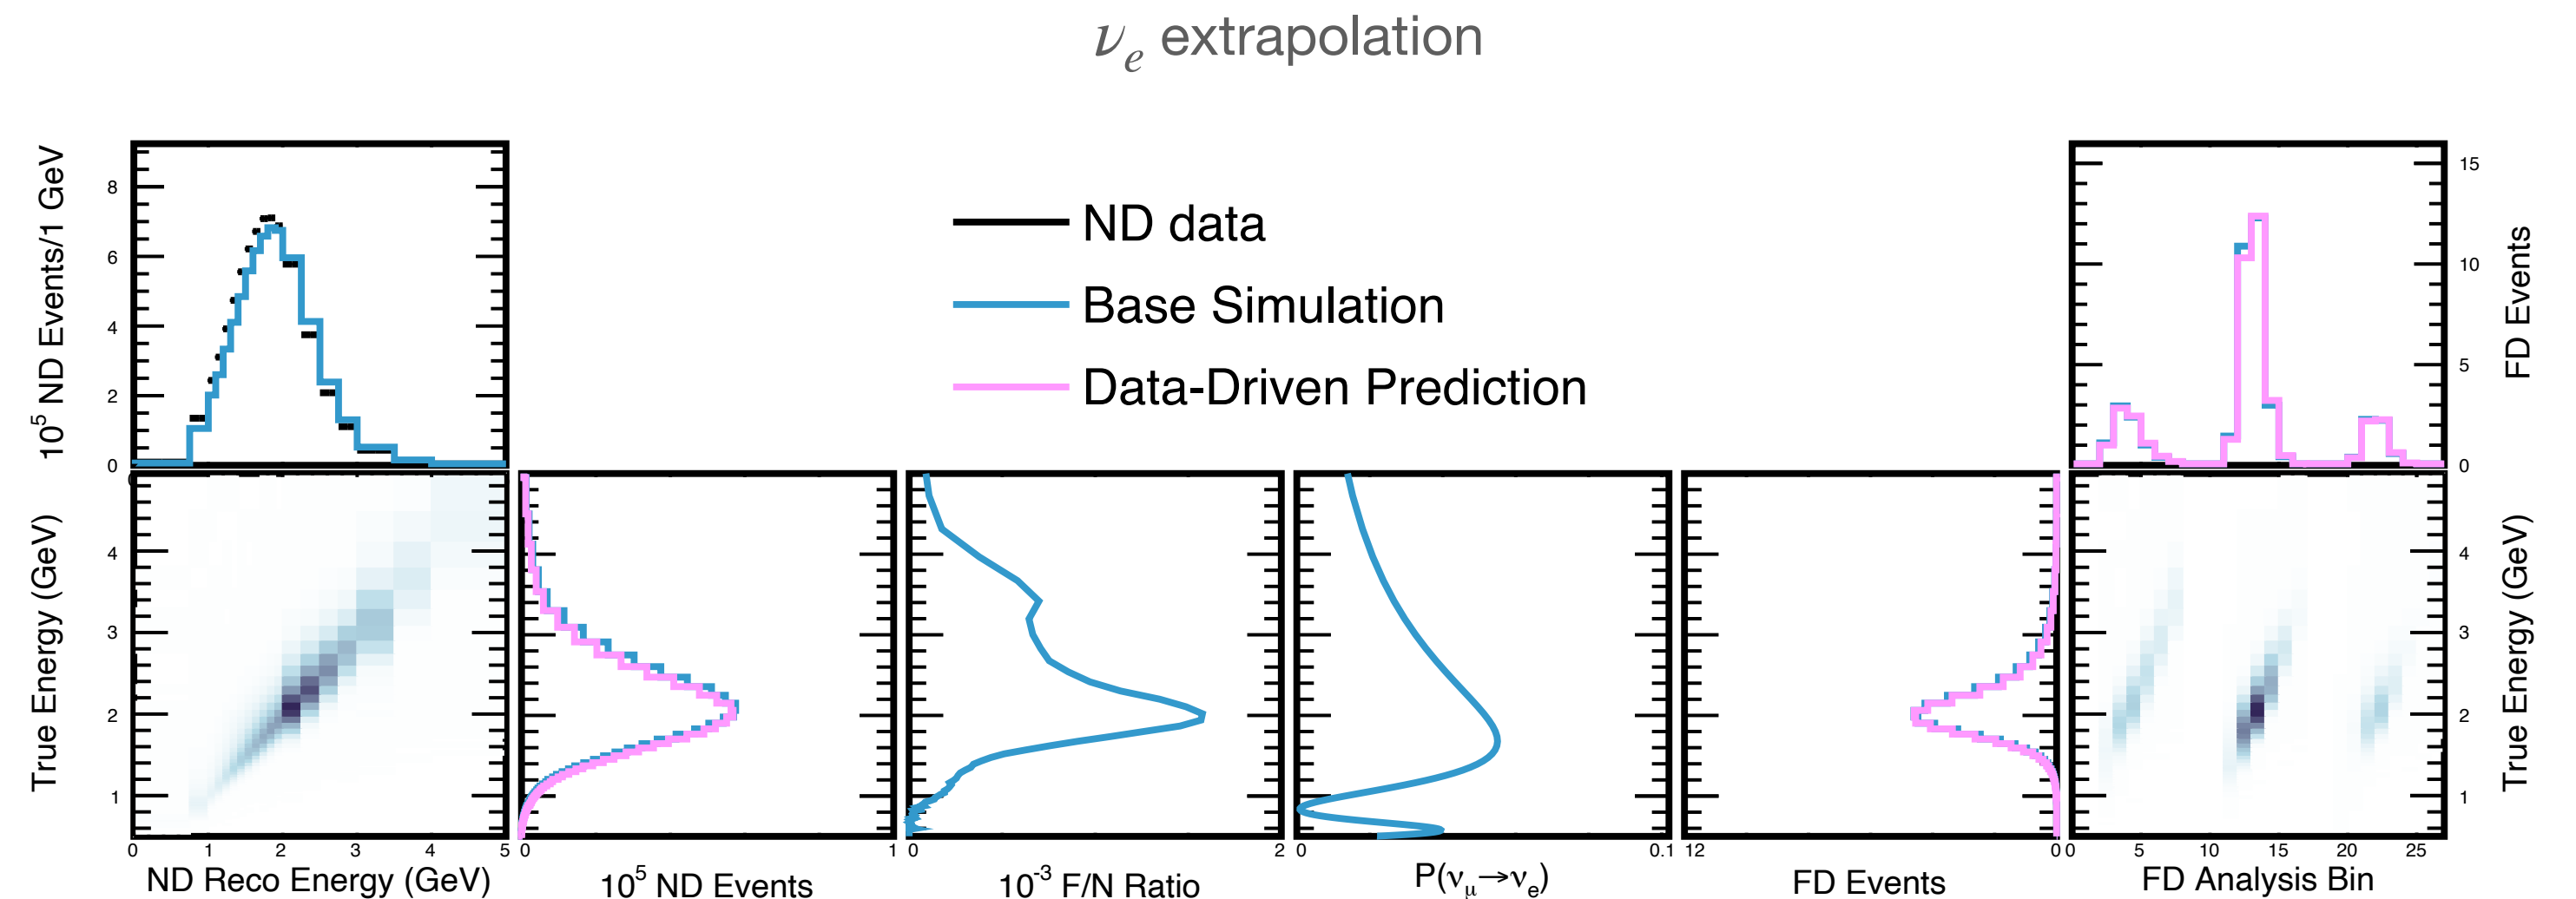 νₑ extrapolation
10⁵ ND Events/1 GeV
8
6
4
2
0
ND data
Base Simulation
Data-Driven Prediction
15
10
5
0
FD Events
True Energy (GeV)
4
3
2
1
0 1 2 3 4 5
ND Reco Energy (GeV)
0 1
10⁵ ND Events
0 2
10⁻³ F/N Ratio
0 0.1
P(νμ→νe)
12 0
FD Events
0 5 10 15 20 25
FD Analysis Bin
4
3
2
1
True Energy (GeV)